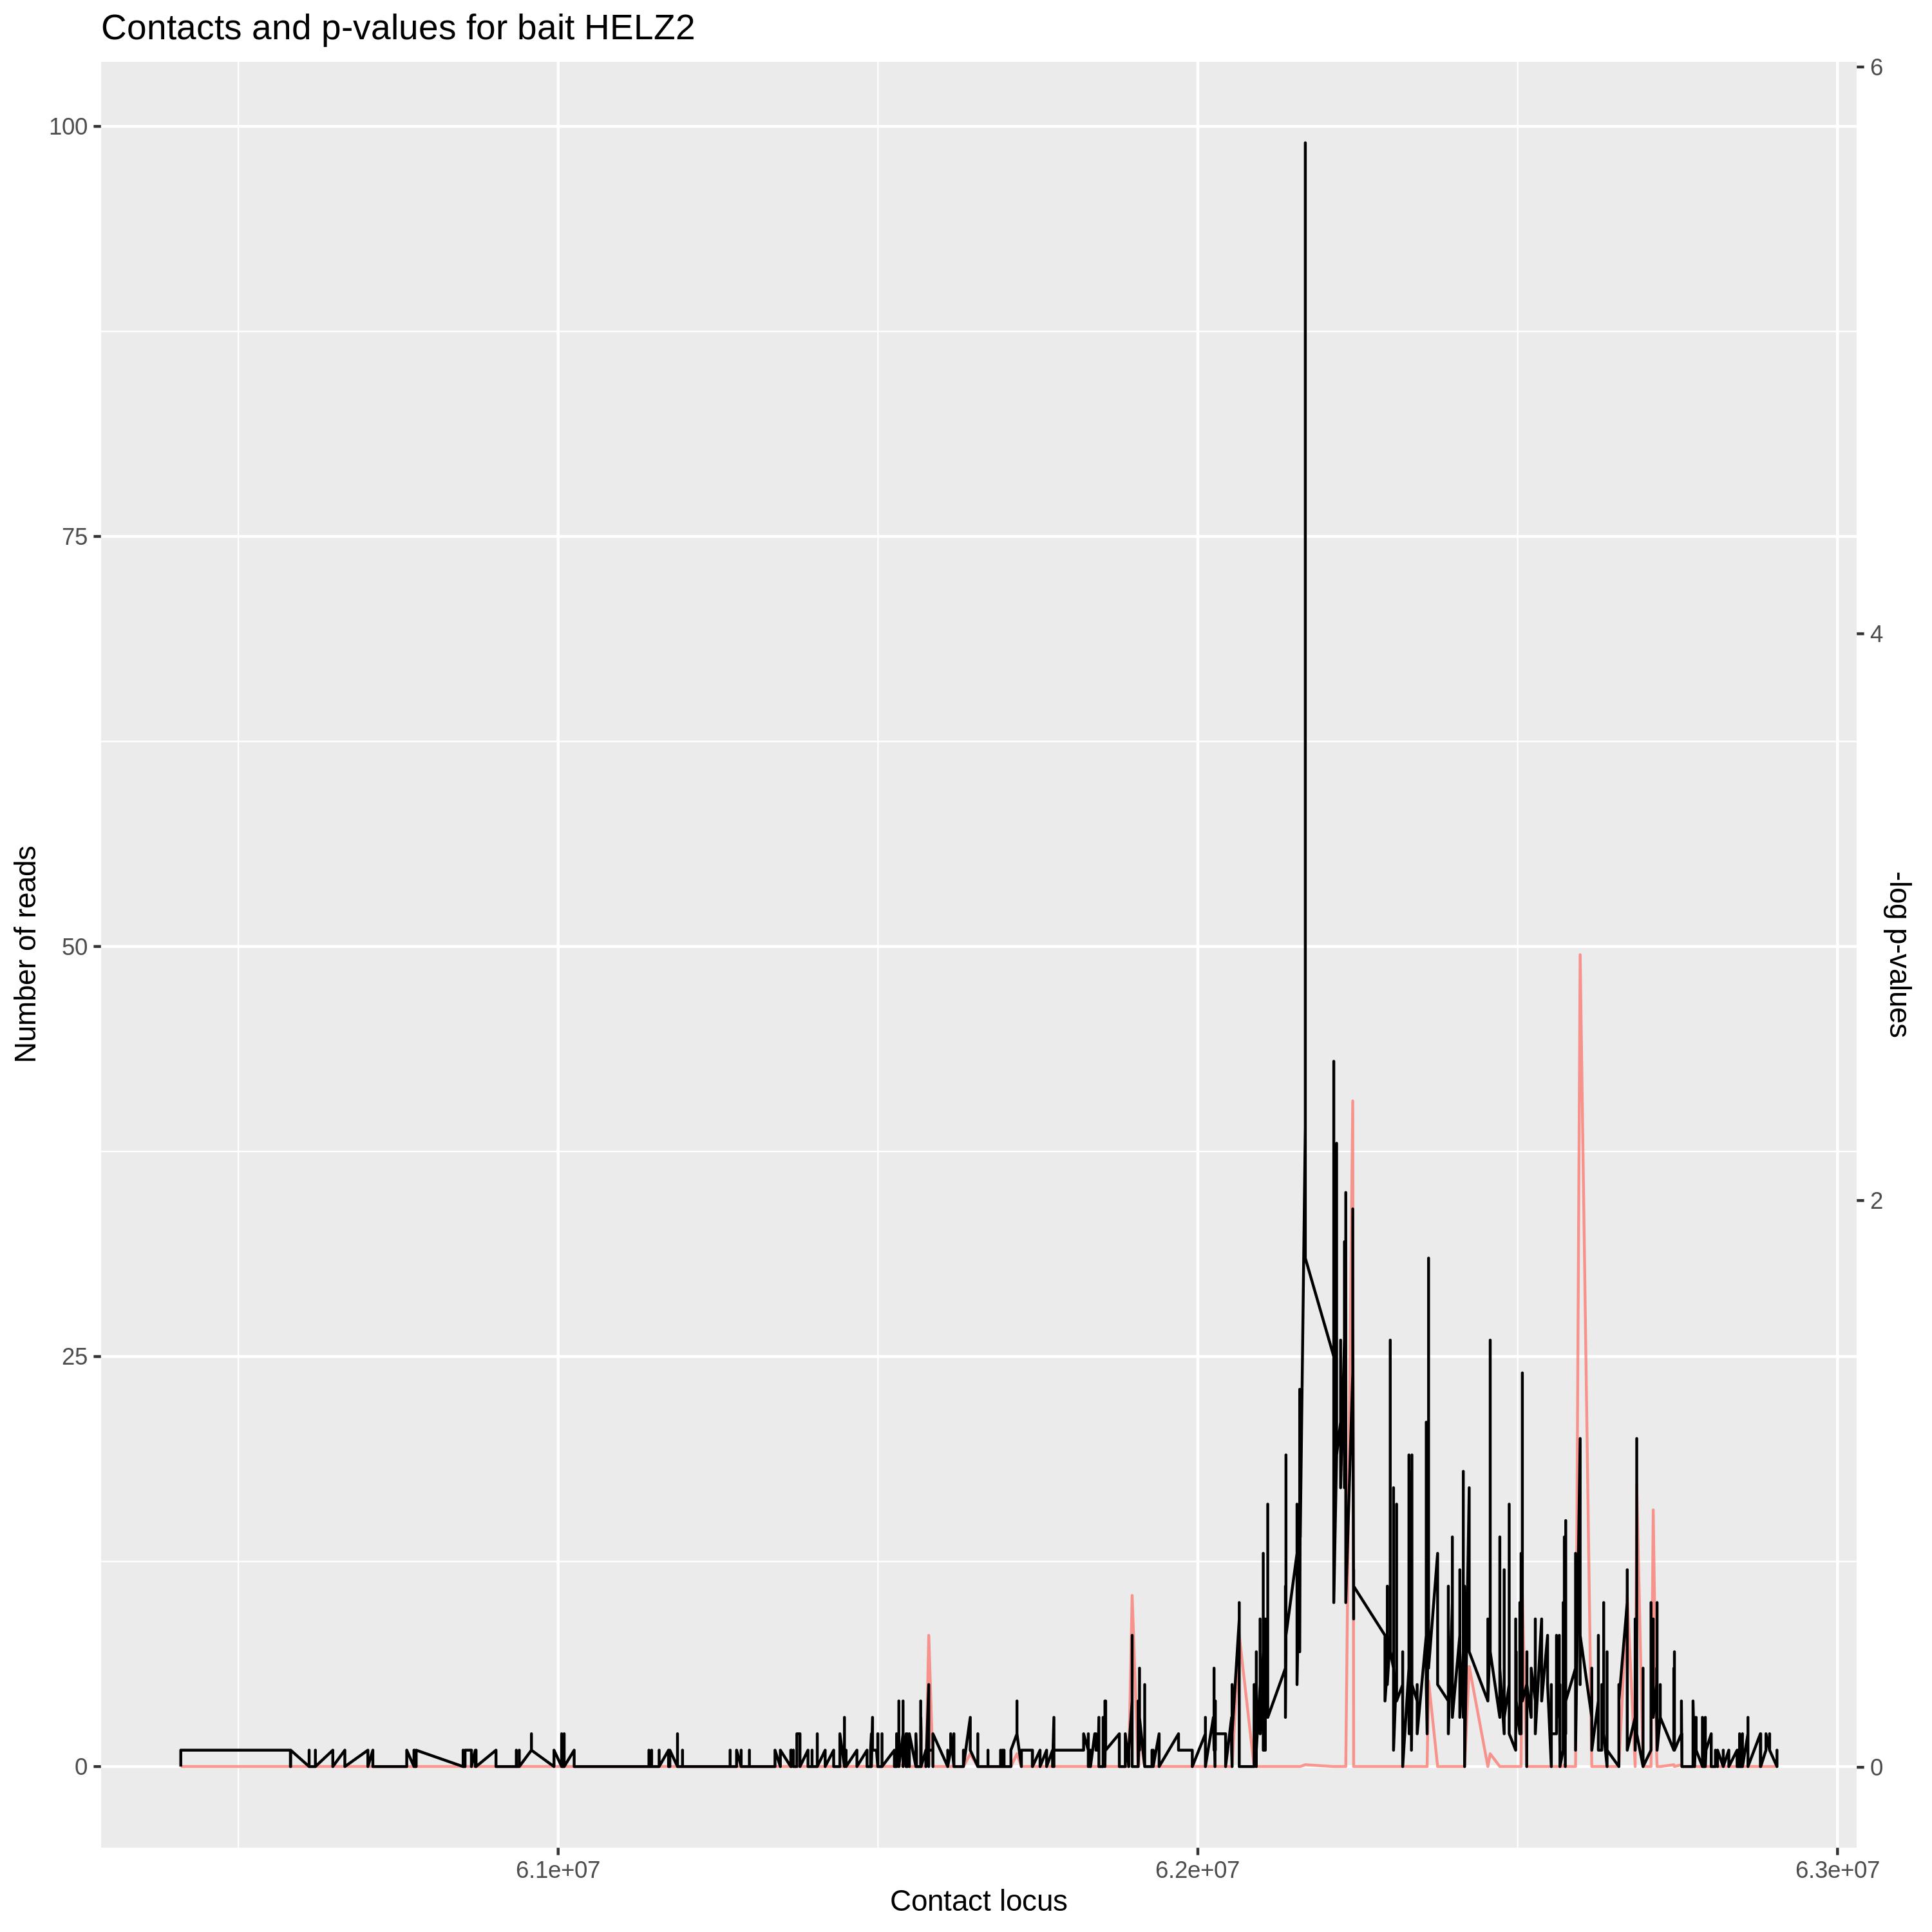 Contacts and p-values for bait HELZ2
100
75
50
25
0
Number of reads
6
4
2
0
-log p-values
6.1e+07
6.2e+07
6.3e+07
Contact locus